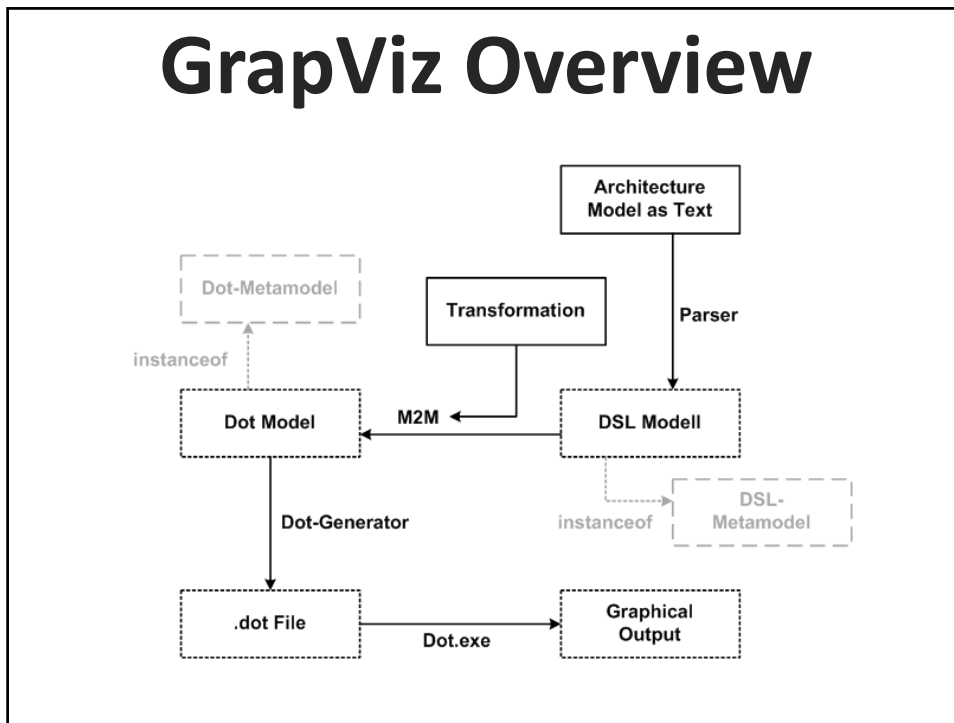 GrapViz Overview
Architecture
Model as Text
Dot-Metamodel
Transformation
Parser
instanceof
Dot Model
M2M
DSL Modell
Dot-Generator
instanceof
DSL-
Metamodel
.dot File
Dot.exe
Graphical
Output